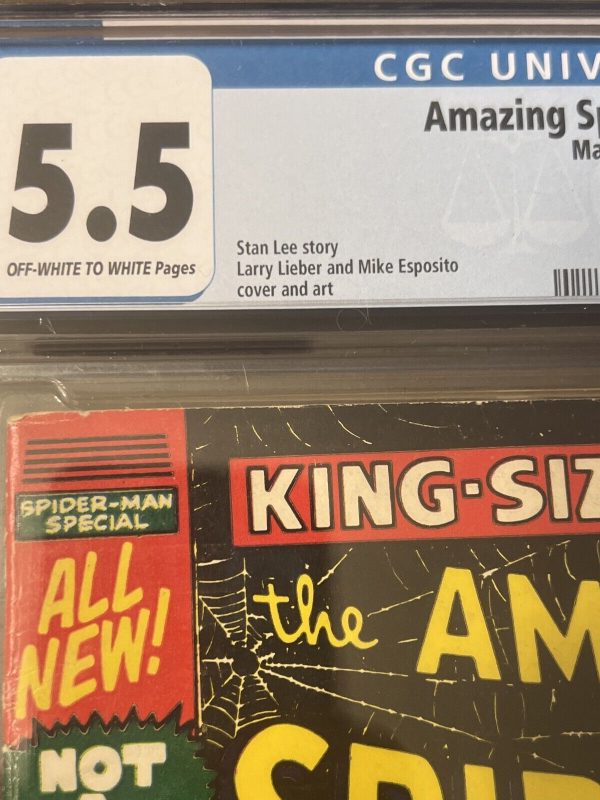 CGC UNIV
5.5
OFF-WHITE TO WHITE Pages
Amazing Sp
Ma
Stan Lee story
Larry Lieber and Mike Esposito
cover and art
SPIDER-MAN
SPECIAL
ALL
NEW!
NOT
KING-SIZ
the AM
SPID